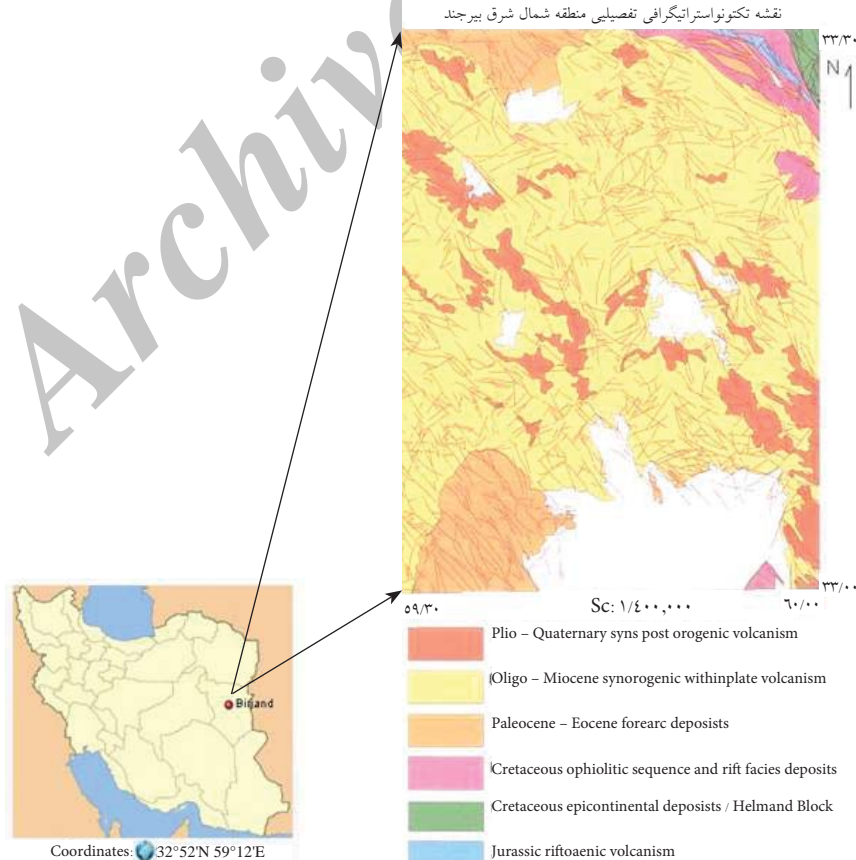 نقشه تکتونواستراتیگرافی تفصیلیی منطقه شمال شرق بیرجند
Archive
۳۳/۳۰
N
۳۳/۰۰
۵۹/۳۰
Sc: ۱/٤۰۰,۰۰۰
٦۰/۰۰
Plio – Quaternary syns post orogenic volcanism
Oligo – Miocene synorogenic withinplate volcanism
Paleocene – Eocene forearc deposists
Cretaceous ophiolitic sequence and rift facies deposits
Cretaceous epicontinental deposists / Helmand Block
Jurassic riftoaenic volcanism
Birjand
Coordinates: 32°52'N 59°12'E